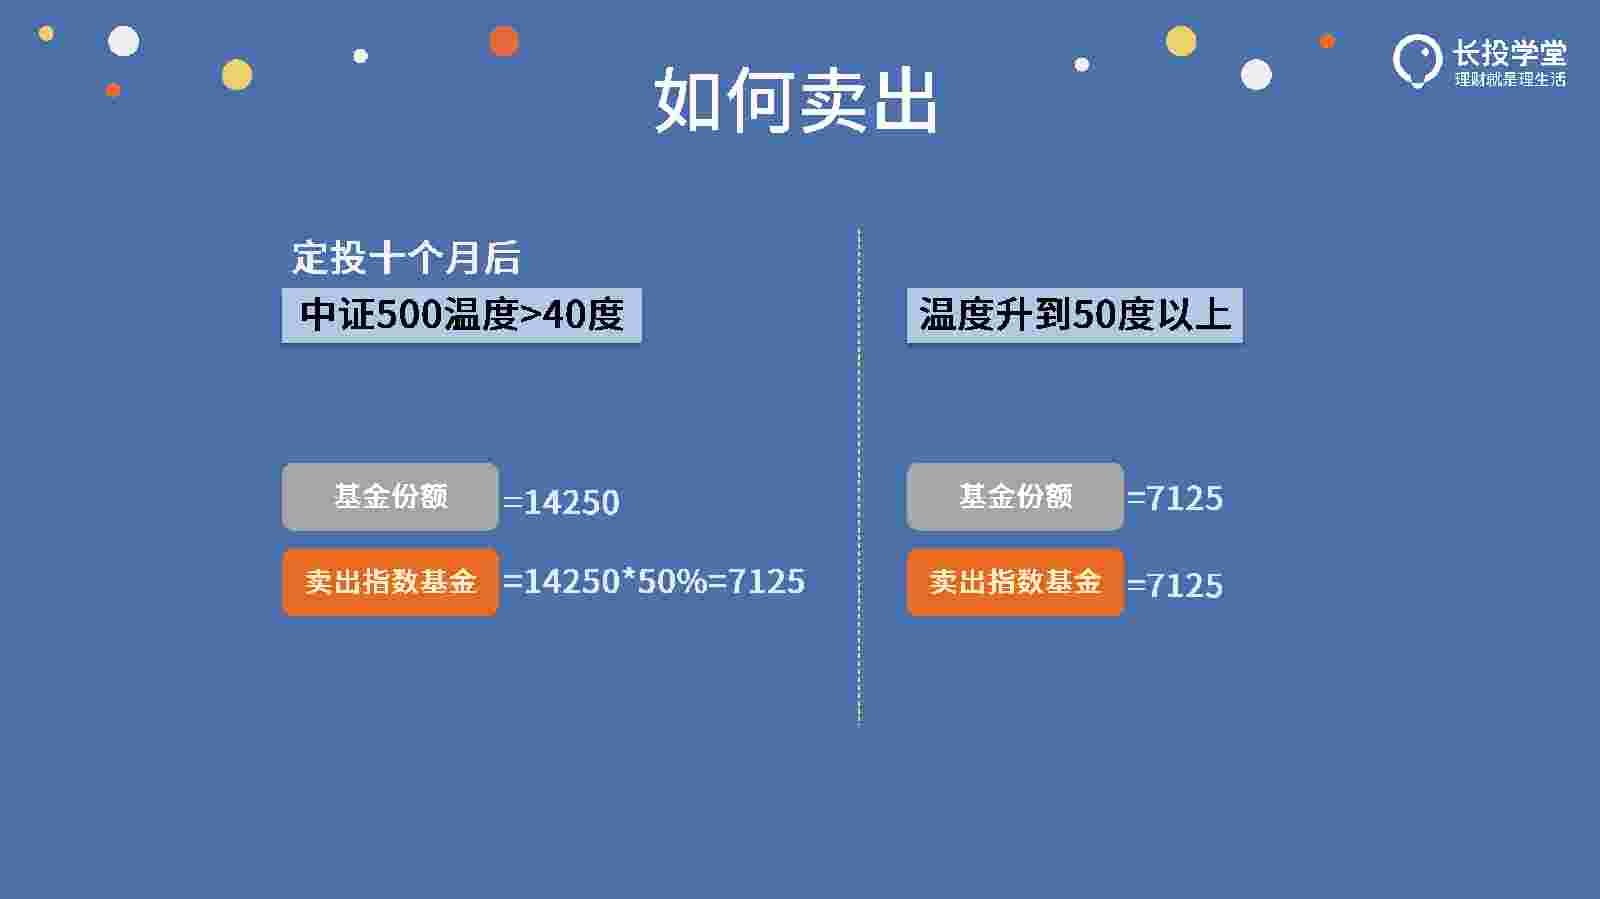 长投学堂
理财就是理生活
如何卖出
定投十个月后
中证500温度>40度
基金份额=14250
卖出指数基金=14250*50%=7125
温度升到50度以上
基金份额=7125
卖出指数基金=7125